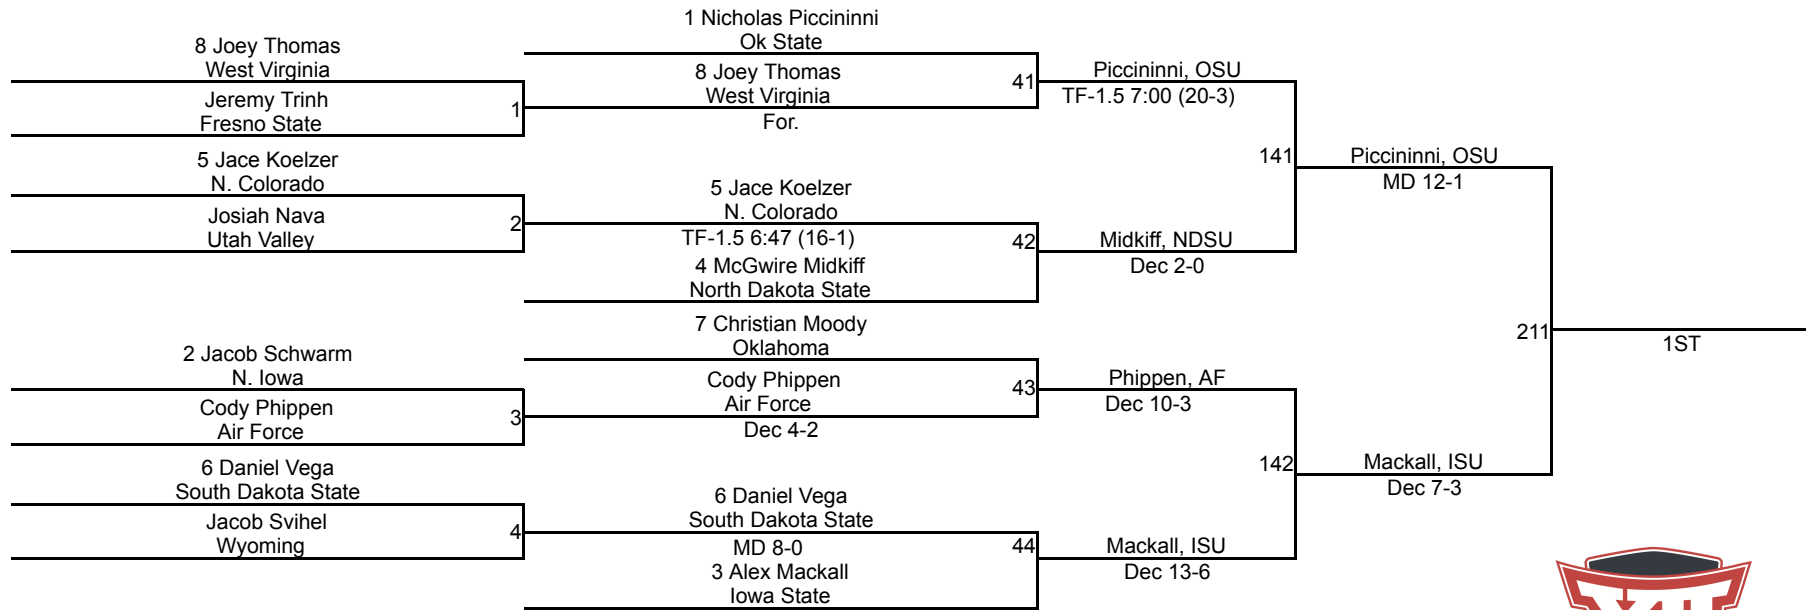 8 Joey Thomas
West Virginia
Jeremy Trinh
Fresno State
1
5 Jace Koelzer
N. Colorado
Josiah Nava
Utah Valley
2
2 Jacob Schwarm
N. Iowa
Cody Phippen
Air Force
3
6 Daniel Vega
South Dakota State
Jacob Svihel
Wyoming
4
1 Nicholas Piccininni
Ok State
8 Joey Thomas
West Virginia
For.
41
5 Jace Koelzer
N. Colorado
TF-1.5 6:47 (16-1)
4 McGwire Midkiff
North Dakota State
42
7 Christian Moody
Oklahoma
Cody Phippen
Air Force
Dec 4-2
43
6 Daniel Vega
South Dakota State
MD 8-0
3 Alex Mackall
Iowa State
44
Piccininni, OSU
TF-1.5 7:00 (20-3)
Midkiff, NDSU
Dec 2-0
141
Phippen, AF
Dec 10-3
Mackall, ISU
Dec 13-6
142
Piccininni, OSU
MD 12-1
Mackall, ISU
Dec 7-3
211
1ST